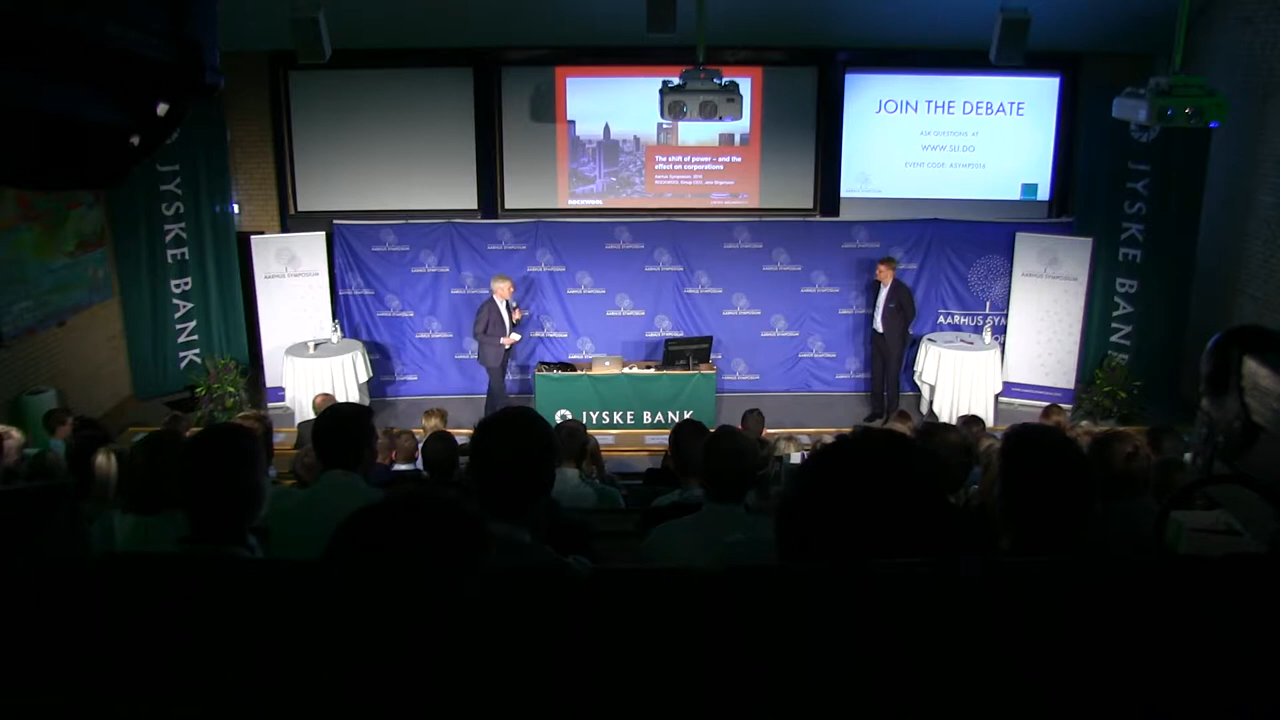 The shift of power – and the
effect on corporations
Aarhus Symposium, 2016
ROCKWOOL
JOIN THE DEBATE
ASK QUESTIONS AT
WWW.SLI.DO
EVENT CODE: ASYMP2016
JYSKE BANK
JYSKE BANK
AARHUS SYMPOSIUM
AARHUS SYMPOSIUM
AARHUS SYM
JYSKE BANK